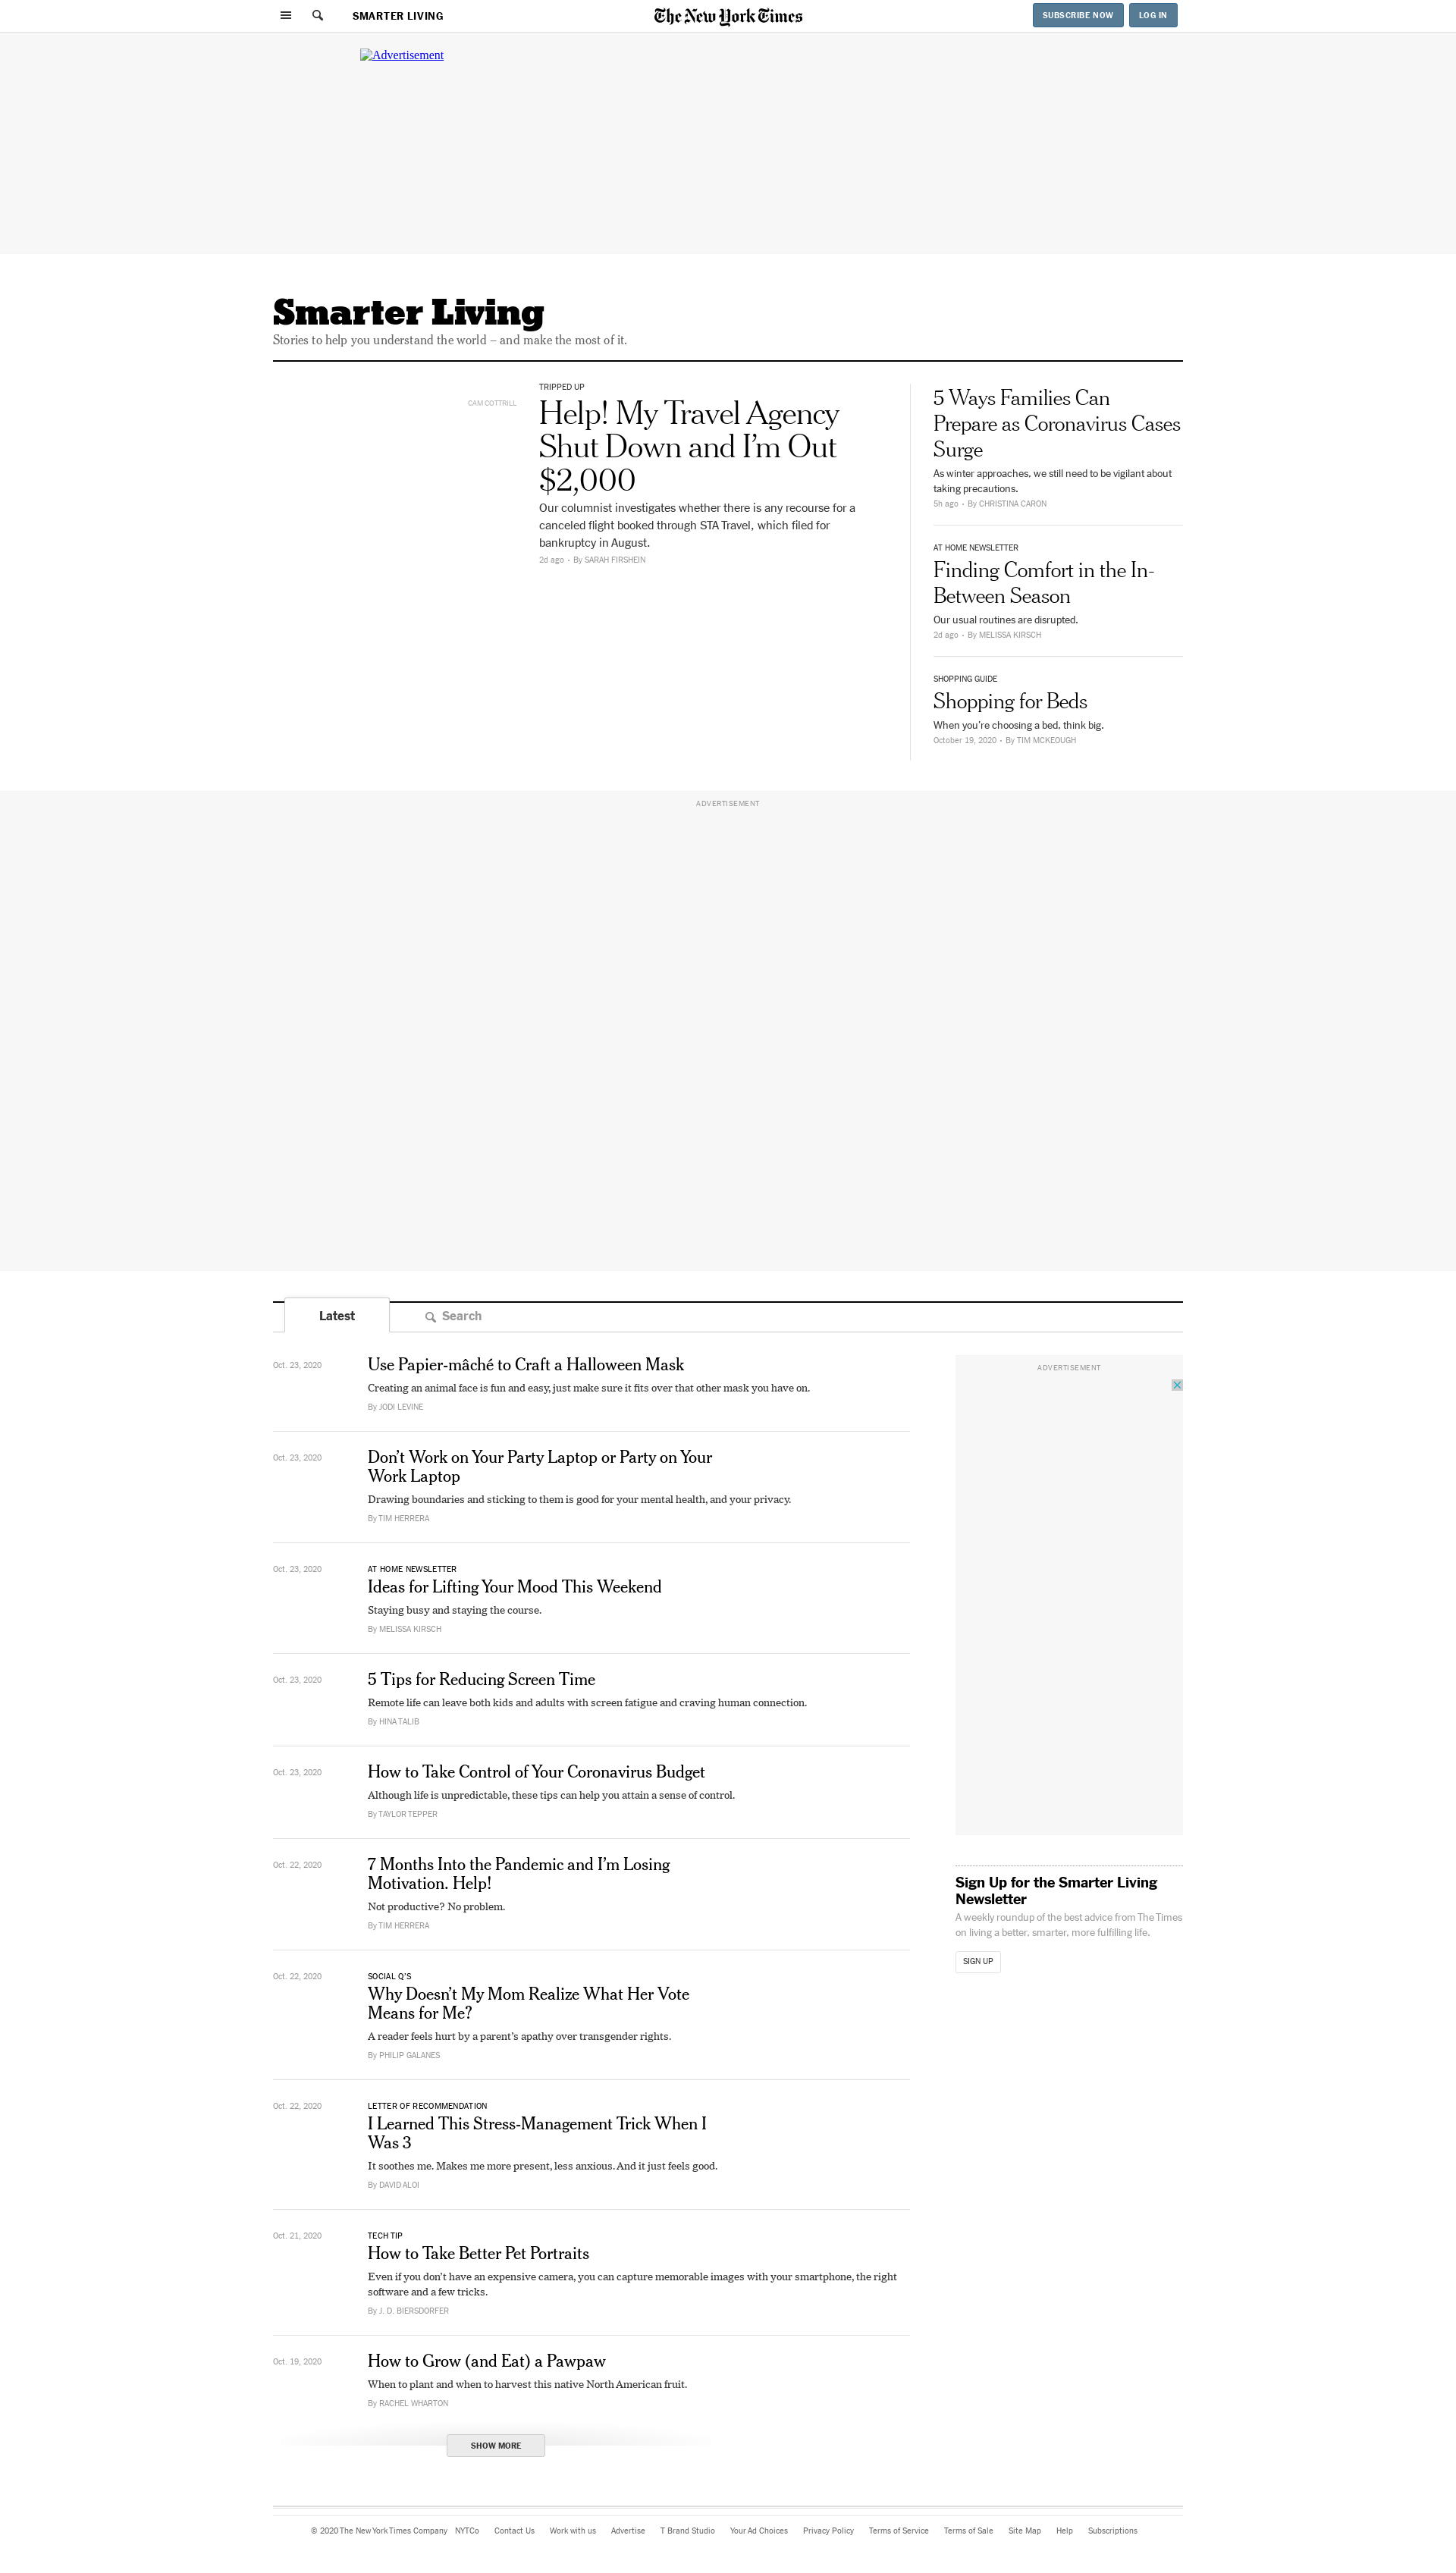 SMARTER LIVING
The New York Times
SUBSCRIBE NOW
LOG IN
Advertisement
Smarter Living
Stories to help you understand the world – and make the most of it.
CAM COTTRILL
TRIPPED UP
Help! My Travel Agency
Shut Down and I’m Out
$2,000
Our columnist investigates whether there is any recourse for a
canceled flight booked through STA Travel, which filed for
bankruptcy in August.
2d ago • By SARAH FIRSHEIN
5 Ways Families Can
Prepare as Coronavirus Cases
Surge
As winter approaches, we still need to be vigilant about
taking precautions.
5h ago • By CHRISTINA CARON
AT HOME NEWSLETTER
Finding Comfort in the In-
Between Season
Our usual routines are disrupted.
2d ago • By MELISSA KIRSCH
SHOPPING GUIDE
Shopping for Beds
When you’re choosing a bed, think big.
October 19, 2020 • By TIM MCKEOUGH
ADVERTISEMENT
Latest
Search
Oct. 23, 2020
Use Papier-mâché to Craft a Halloween Mask
Creating an animal face is fun and easy, just make sure it fits over that other mask you have on.
By JODI LEVINE
Oct. 23, 2020
Don’t Work on Your Party Laptop or Party on Your
Work Laptop
Drawing boundaries and sticking to them is good for your mental health, and your privacy.
By TIM HERRERA
Oct. 23, 2020
AT HOME NEWSLETTER
Ideas for Lifting Your Mood This Weekend
Staying busy and staying the course.
By MELISSA KIRSCH
Oct. 23, 2020
5 Tips for Reducing Screen Time
Remote life can leave both kids and adults with screen fatigue and craving human connection.
By HINA TALIB
Oct. 23, 2020
How to Take Control of Your Coronavirus Budget
Although life is unpredictable, these tips can help you attain a sense of control.
By TAYLOR TEPPER
Oct. 22, 2020
7 Months Into the Pandemic and I’m Losing
Motivation. Help!
Not productive? No problem.
By TIM HERRERA
Oct. 22, 2020
SOCIAL Q’S
Why Doesn’t My Mom Realize What Her Vote
Means for Me?
A reader feels hurt by a parent’s apathy over transgender rights.
By PHILIP GALANES
Oct. 22, 2020
LETTER OF RECOMMENDATION
I Learned This Stress-Management Trick When I
Was 3
It soothes me. Makes me more present, less anxious. And it just feels good.
By DAVID ALOI
Oct. 21, 2020
TECH TIP
How to Take Better Pet Portraits
Even if you don’t have an expensive camera, you can capture memorable images with your smartphone, the right
software and a few tricks.
By J. D. BIERSDORFER
Oct. 19, 2020
How to Grow (and Eat) a Pawpaw
When to plant and when to harvest this native North American fruit.
By RACHEL WHARTON
SHOW MORE
ADVERTISEMENT
Sign Up for the Smarter Living
Newsletter
A weekly roundup of the best advice from The Times
on living a better, smarter, more fulfilling life.
SIGN UP
© 2020 The New York Times Company NYTCo Contact Us Work with us Advertise T Brand Studio Your Ad Choices Privacy Policy Terms of Service Terms of Sale Site Map Help Subscriptions